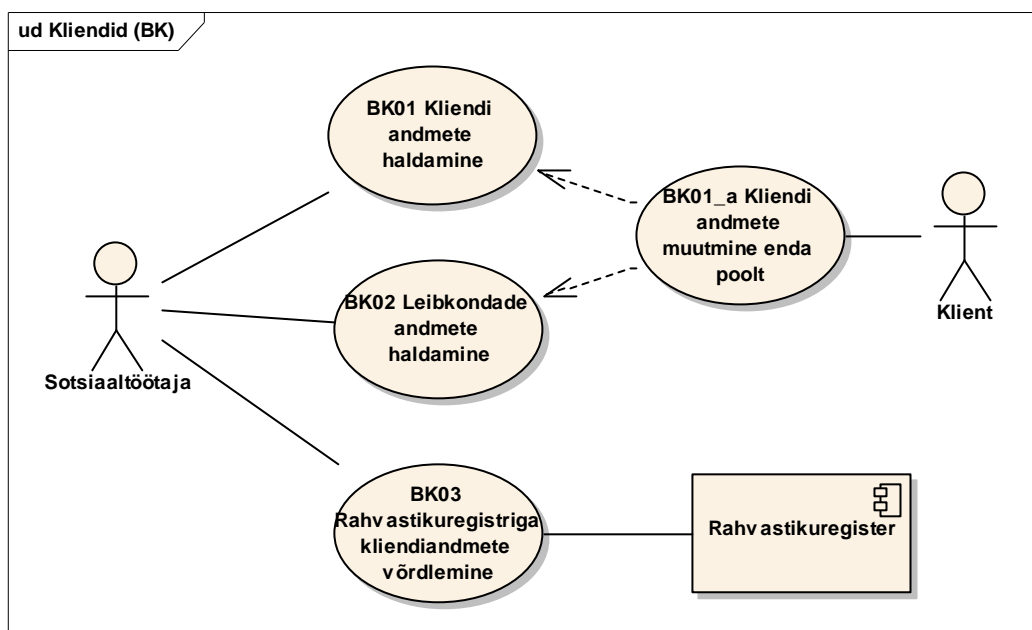 ud Kliendid (BK)
BK01 Kliendi
andmete
haldamine
BK01_a Kliendi
andmete
muutmine enda
poolt
Klient
BK02 Leibkondade
andmete
haldamine
Sotsiaaltöötaja
BK03
Rahvastikuregistriga
kliendiandmete
võrdlemine
Rahvastikuregister